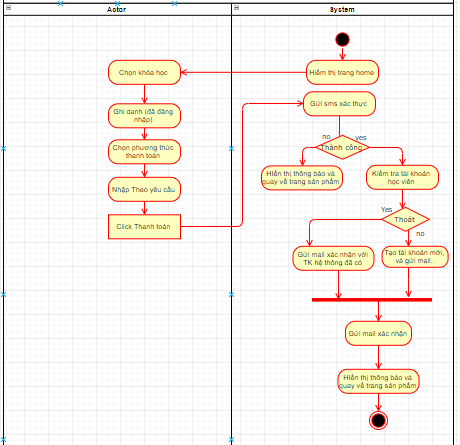 Actor
System
Hiểm thị trang home
Chọn khóa học
Gửi sms xác thực
Ghi danh (đã đăng
nhập)
no
yes
Thành công
Chọn phương thức
thanh toán
Hiển thị thông báo và
quay về trang sản phẩm
Kiểm tra tài khoản
học viên
Nhập Theo yêu cầu
Yes
Thoát
no
Click Thanh toán
Gửi mail xác nhận với
TK hệ thống đã có
Tạo tài khoản mới,
và gửi mail.
Gửi mail xác nhận
Hiển thị thông báo và
quay về trang sản phẩm